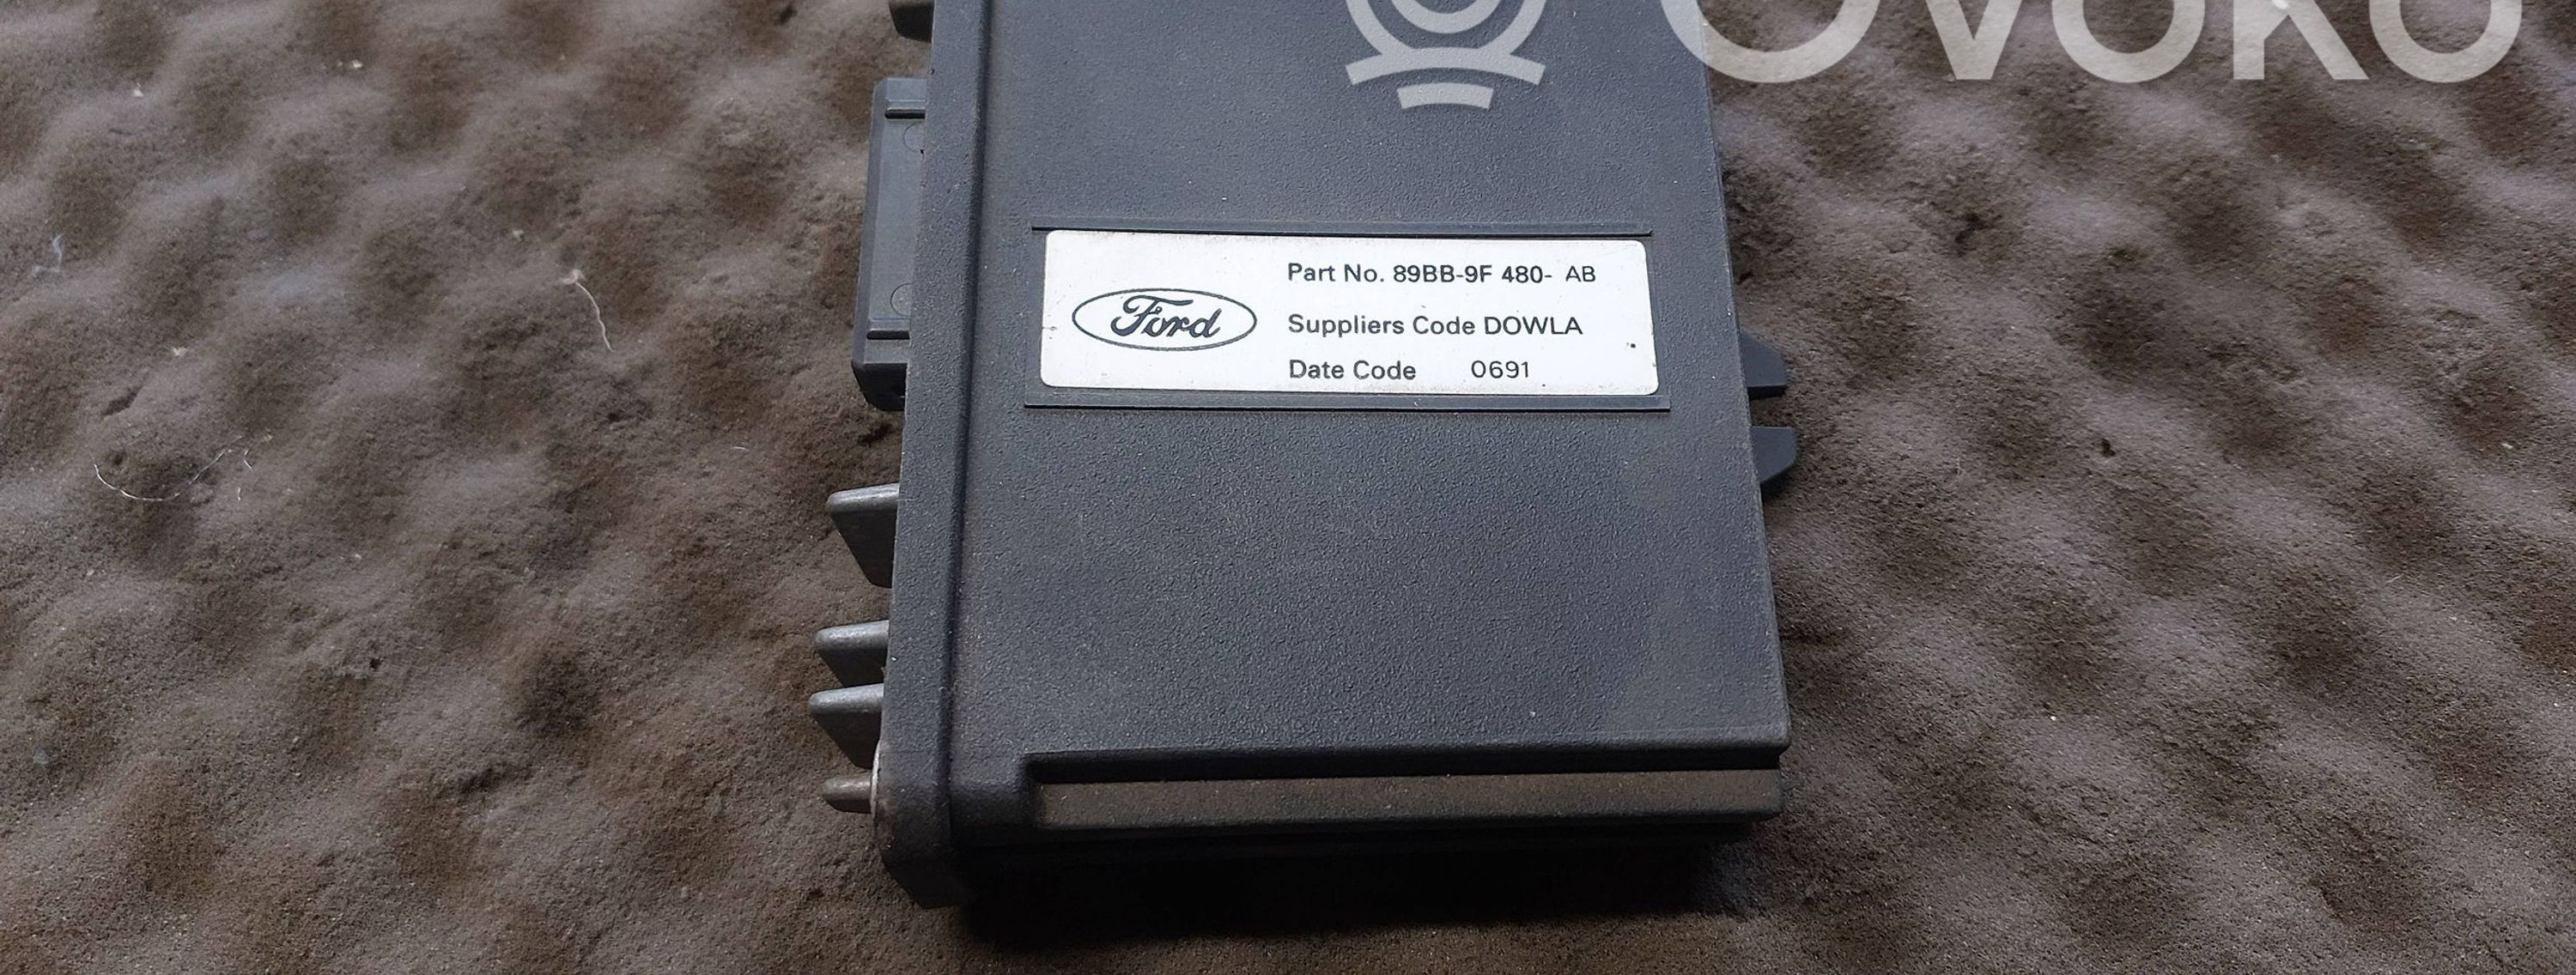 Ovoko
Part No. 89BB-9F 480- AB
Ford
Suppliers Code DOWLA
Date Code 0691